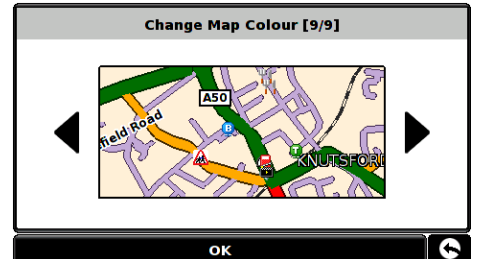 Change Map Colour [9/9]
A50
field Road
B
T
KNUTSFORD
OK